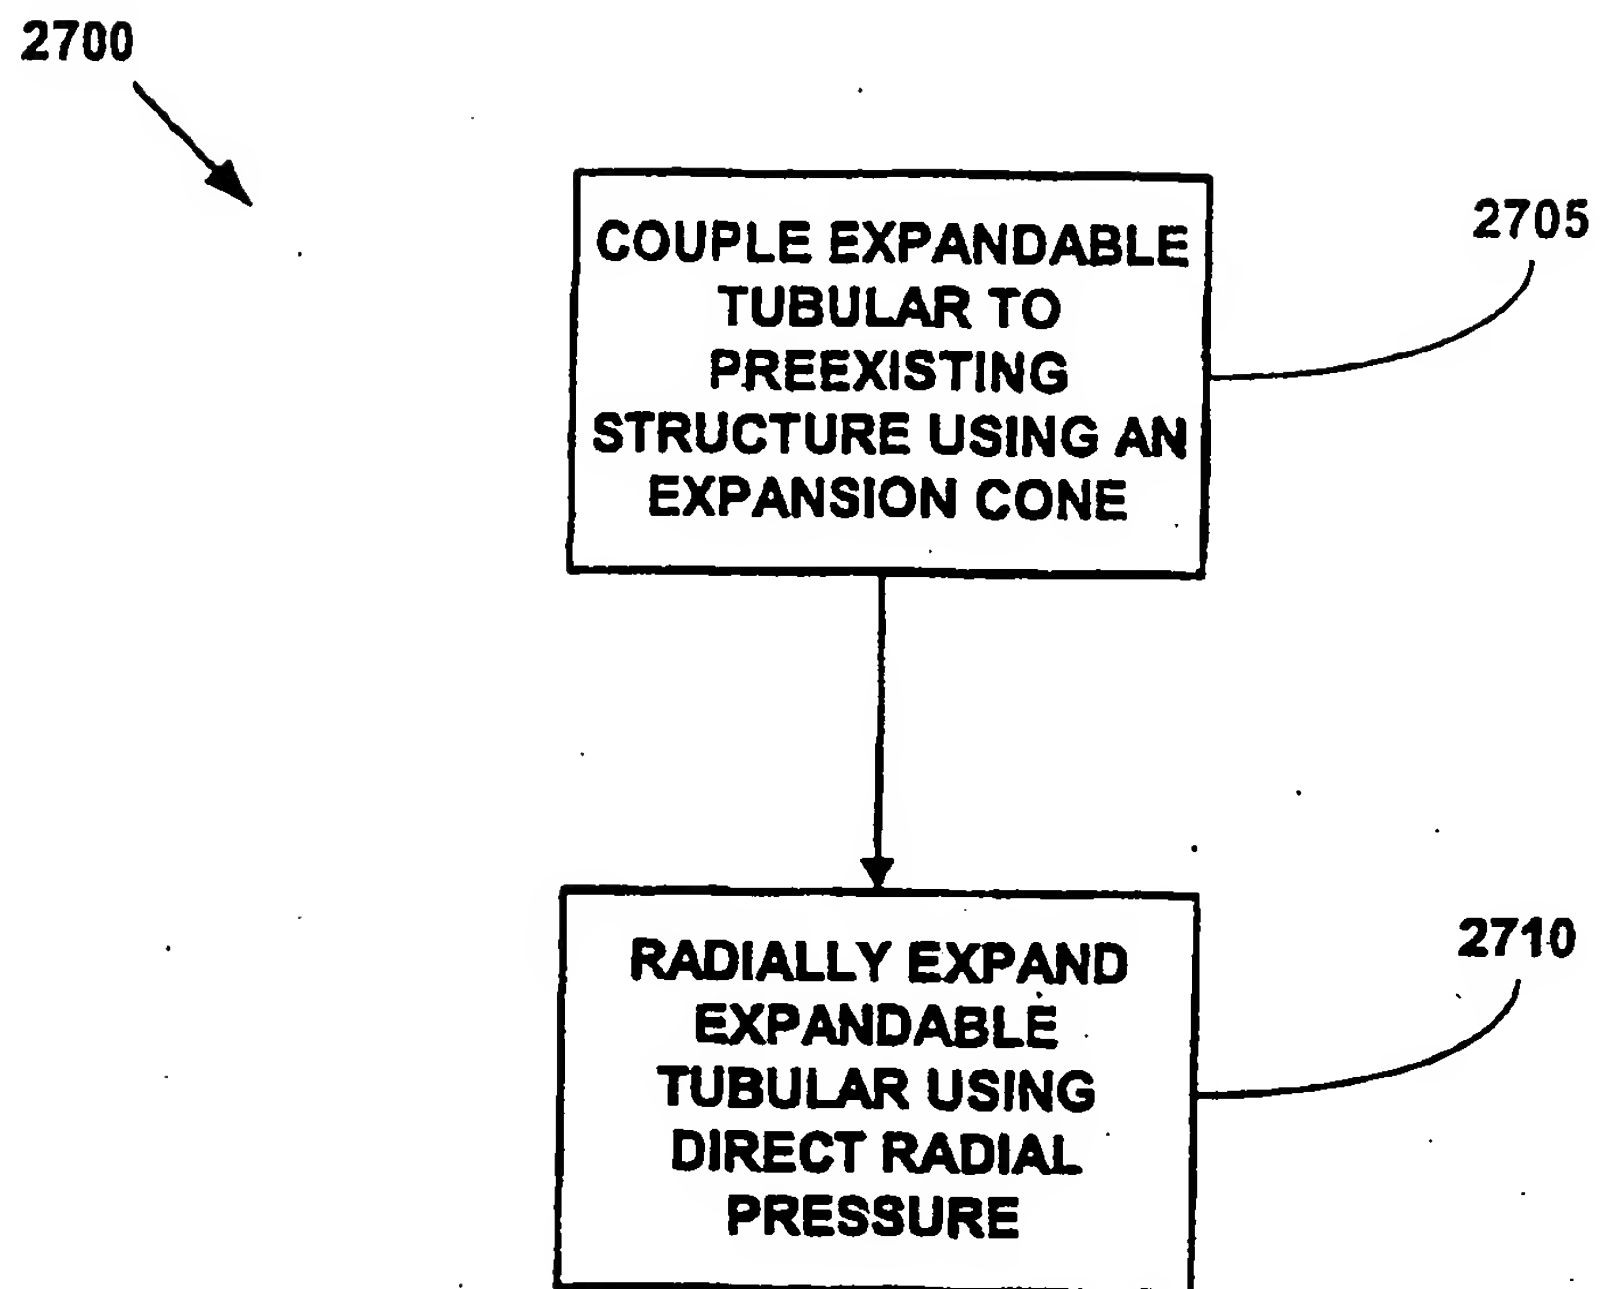 2700
COUPLE EXPANDABLE
TUBULAR TO
PREEXISTING
STRUCTURE USING AN
EXPANSION CONE
2705
RADIALLY EXPAND
EXPANDABLE
TUBULAR USING
DIRECT RADIAL
PRESSURE
2710